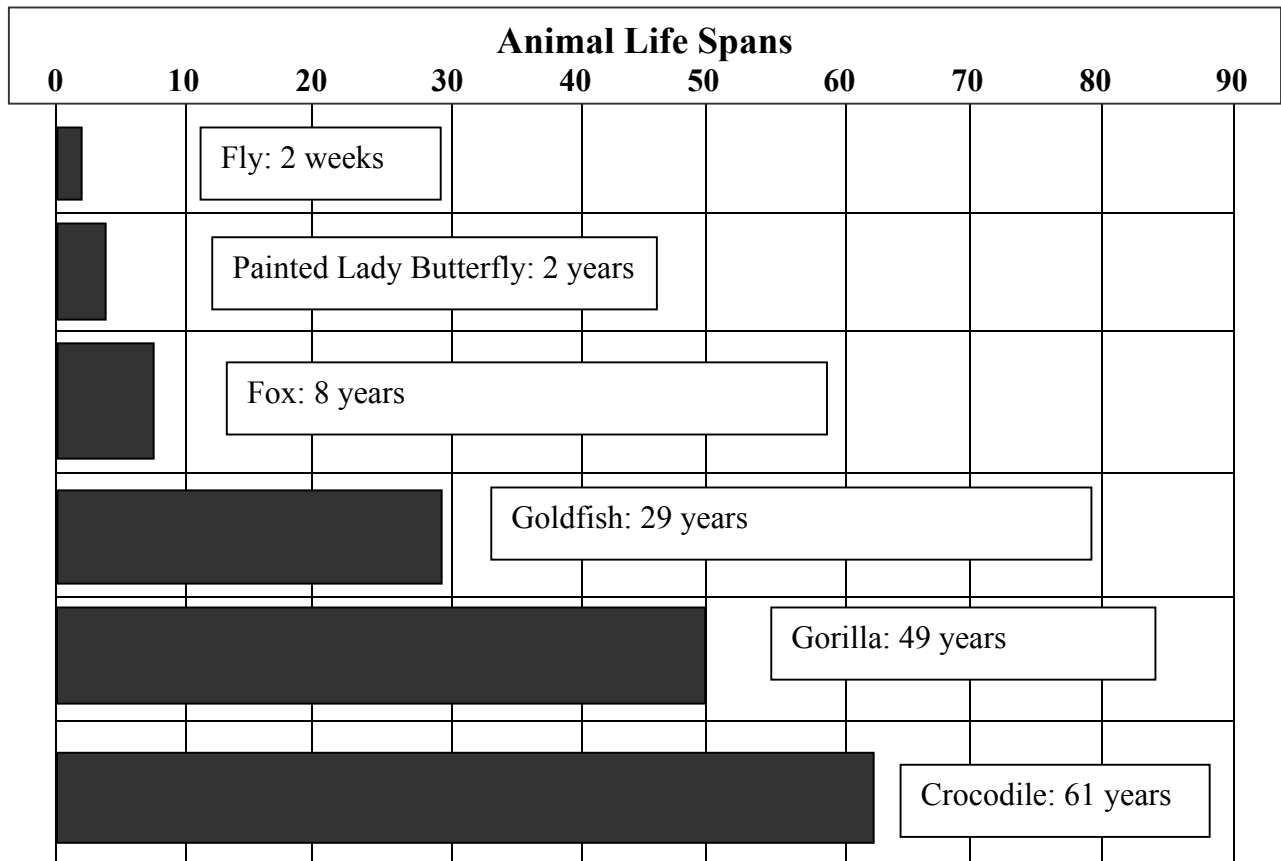 Animal Life Spans
0 10 20 30 40 50 60 70 80 90
Fly: 2 weeks
Painted Lady Butterfly: 2 years
Fox: 8 years
Goldfish: 29 years
Gorilla: 49 years
Crocodile: 61 years